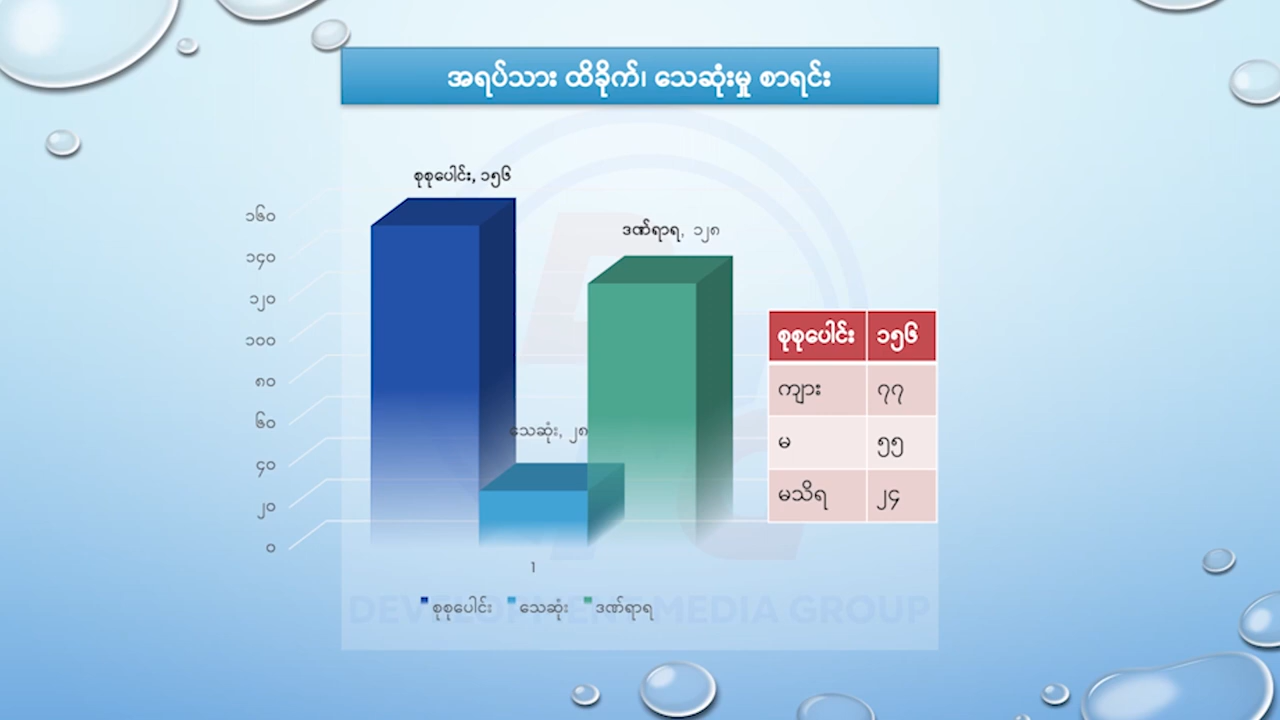 အရပ်သား ထိခိုက်၊ သေဆုံးမှု စာရင်း
စုစုပေါင်း, ၁၅၆
ဒဏ်ရာရ, ၁၂၈
သေဆုံး, ၂၈
၁၆၀
၁၄၀
၁၂၀
၁၀၀
၈၀
၆၀
၄၀
၂၀
၀
၁
စုစုပေါင်း သေဆုံး ဒဏ်ရာရ
စုစုပေါင်း ၁၅၆
ကျား ၇၇
မ ၅၅
မသိရ ၂၄
DEVELOPMENT MEDIA GROUP